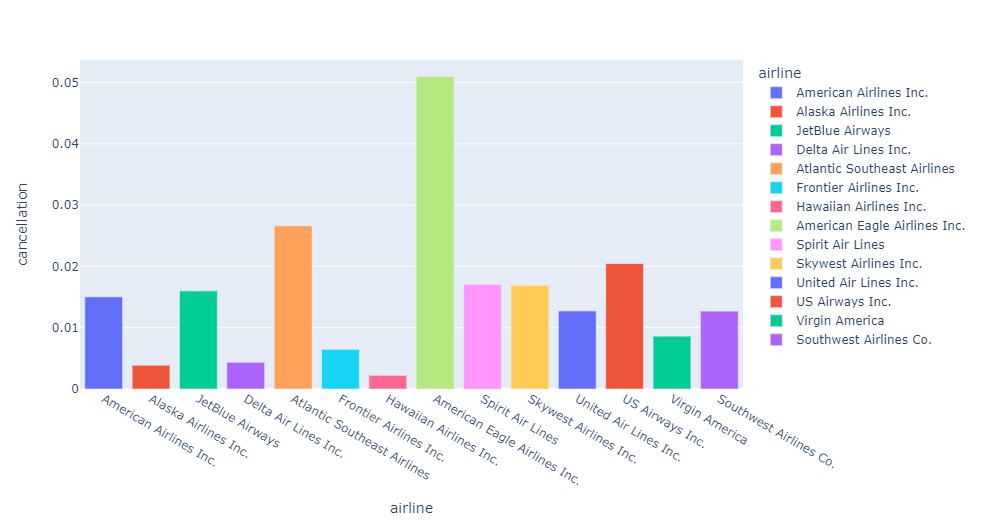 airline
American Airlines Inc.
Alaska Airlines Inc.
JetBlue Airways
Delta Air Lines Inc.
Atlantic Southeast Airlines
Frontier Airlines Inc.
Hawaiian Airlines Inc.
American Eagle Airlines Inc.
Spirit Air Lines
Skywest Airlines Inc.
United Air Lines Inc.
US Airways Inc.
Virgin America
Southwest Airlines Co.
cancellation
0.05
0.04
0.03
0.02
0.01
0
American Airlines Inc.
Alaska Airlines Inc.
JetBlue Airways
Delta Air Lines Inc.
Atlantic Southeast Airlines
Frontier Airlines Inc.
Hawaiian Airlines Inc.
American Eagle Airlines Inc.
Spirit Air Lines
Skywest Airlines Inc.
United Air Lines Inc.
US Airways Inc.
Virgin America
Southwest Airlines Co.
airline